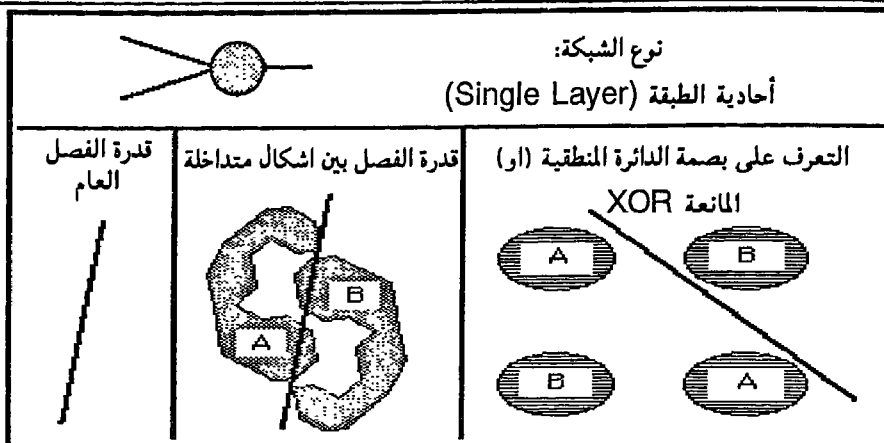 نوع الشبكة:
أحادية الطبقة (Single Layer)
التعرف على بصمة الدائرة المنطقية (او)
المانعة XOR
A
B
B
A
قدرة الفصل بين اشكال متداخلة
B
A
قدرة الفصل
العام